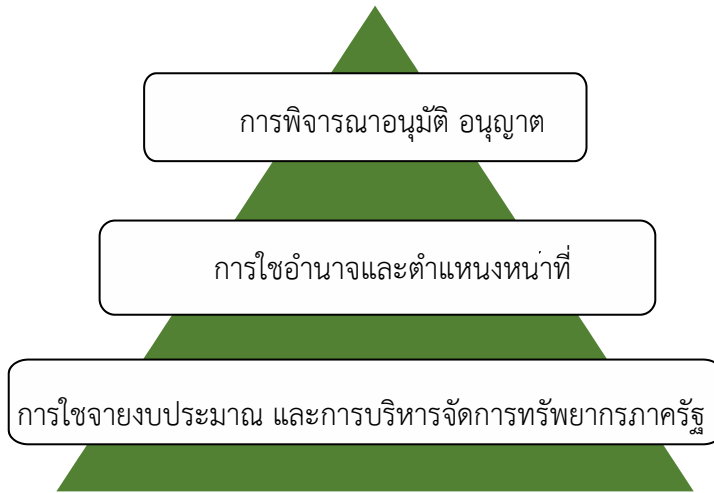 การพิจารณาอนุมัติ อนุญาต
การใชอำนาจและตำแหนงหน่าที่
การใชจายงบประมาณ และการบริหารจัดการทรัพยากรภาครัฐ